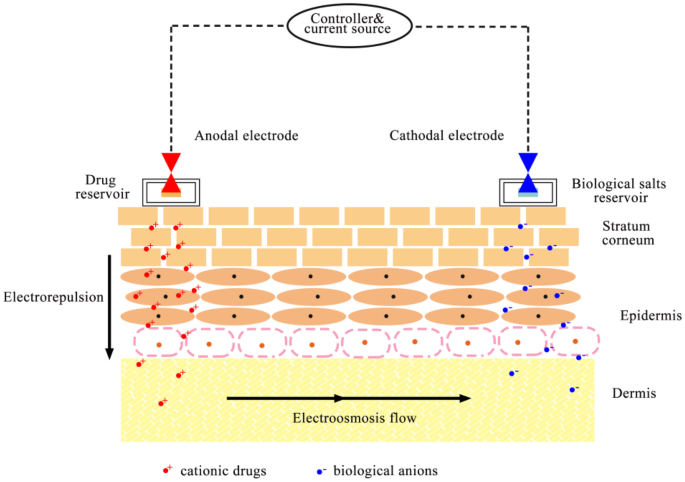 Controller&
current source
Anodal electrode
Cathodal electrode
Drug
reservoir
Biological salts
reservoir
Stratum
corneum
Electrorepulsion
Epidermis
Dermis
Electroosmosis flow
+ cationic drugs
- biological anions